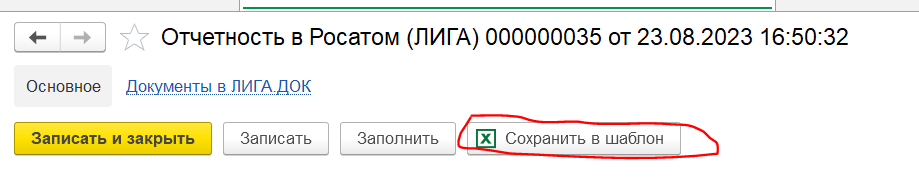 Отчетность в Росатом (ЛИГА) 000000035 от 23.08.2023 16:50:32
Основное Документы в ЛИГА.ДОК
Записать и закрыть Записать Заполнить Сохранить в шаблон